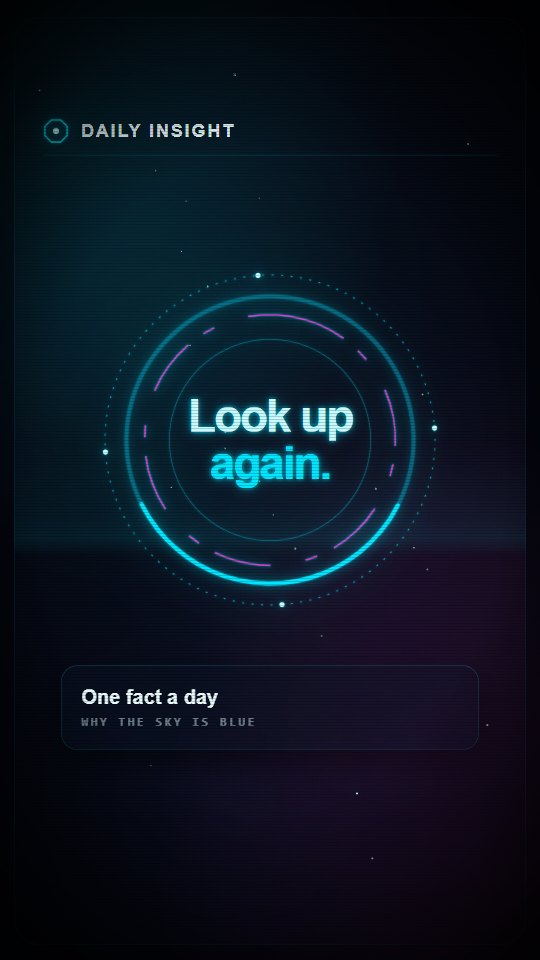 DAILY INSIGHT
Look up
again.
One fact a day
WHY THE SKY IS BLUE